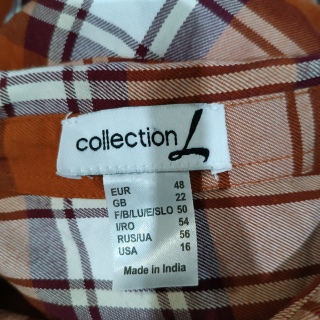 collection L
EUR 48
GB 22
F/B/LU/E/SLO 50
I/RO 54
RUS/UA 56
USA 16
Made in India